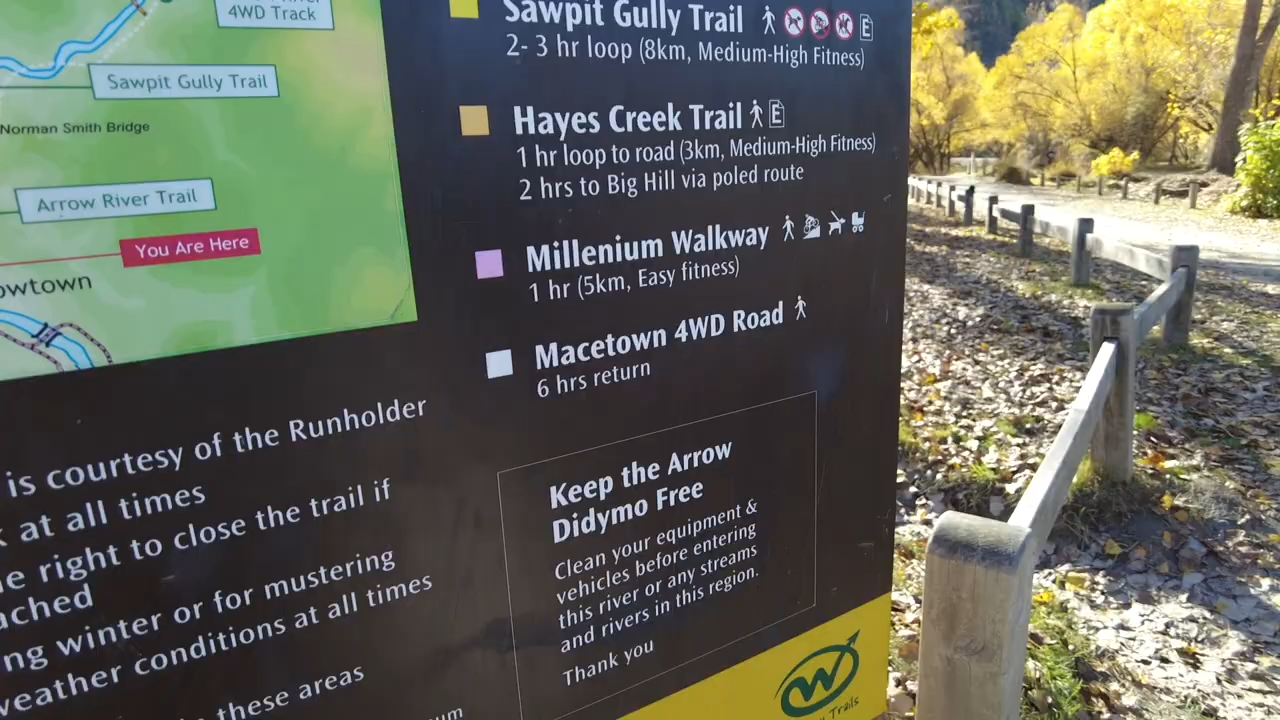 4WD Track
Sawpit Gully Trail
Norman Smith Bridge
Arrow River Trail
You Are Here
owtown
Sawpit Gully Trail
2- 3 hr loop (8km, Medium-High Fitness)
Hayes Creek Trail
1 hr loop to road (3km, Medium-High Fitness)
2 hrs to Big Hill via poled route
Millenium Walkway
1 hr (5km, Easy fitness)
Macetown 4WD Road
6 hrs return
is courtesy of the Runholder
at all times
right to close the trail if
ached
ng winter or for mustering
weather conditions at all times
these areas
um
Keep the Arrow
Didymo Free
Clean your equipment &
vehicles before entering
this river or any streams
and rivers in this region.
Thank you
W
Trails